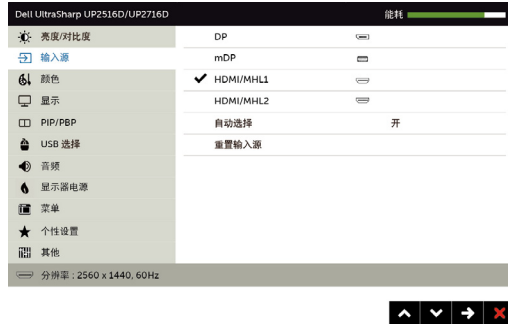 Dell UltraSharp UP2516D/UP2716D
能耗
亮度/对比度
DP
输入源
mDP
颜色
HDMI/MHL1
显示
HDMI/MHL2
PIP/PBP
自动选择 开
USB 选择
重置输入源
音频
显示器电源
菜单
个性设置
其他
分辨率 : 2560 x 1440, 60Hz